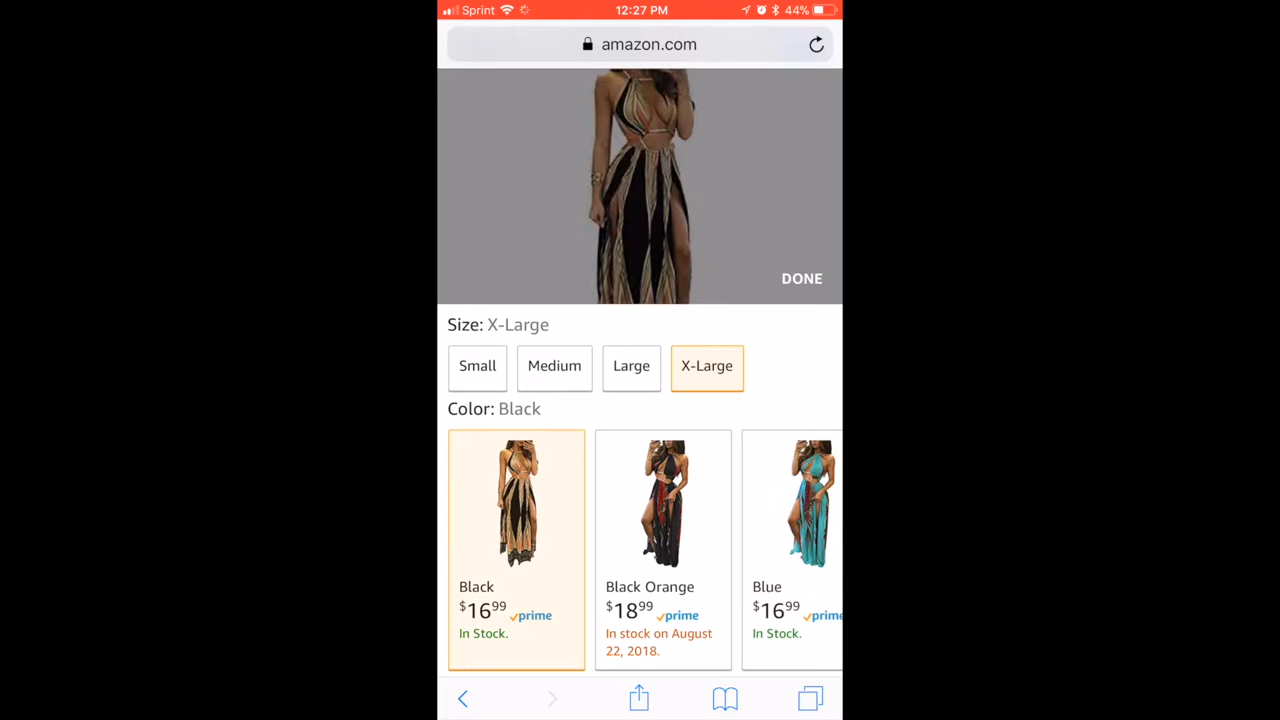 Sprint 12:27 PM 44%
amazon.com
DONE
Size: X-Large
Small Medium Large X-Large
Color: Black
Black Black Orange Blue
$16 99 prime $18 99 prime $16 99 prime
In Stock. In stock on August 22, 2018. In Stock.